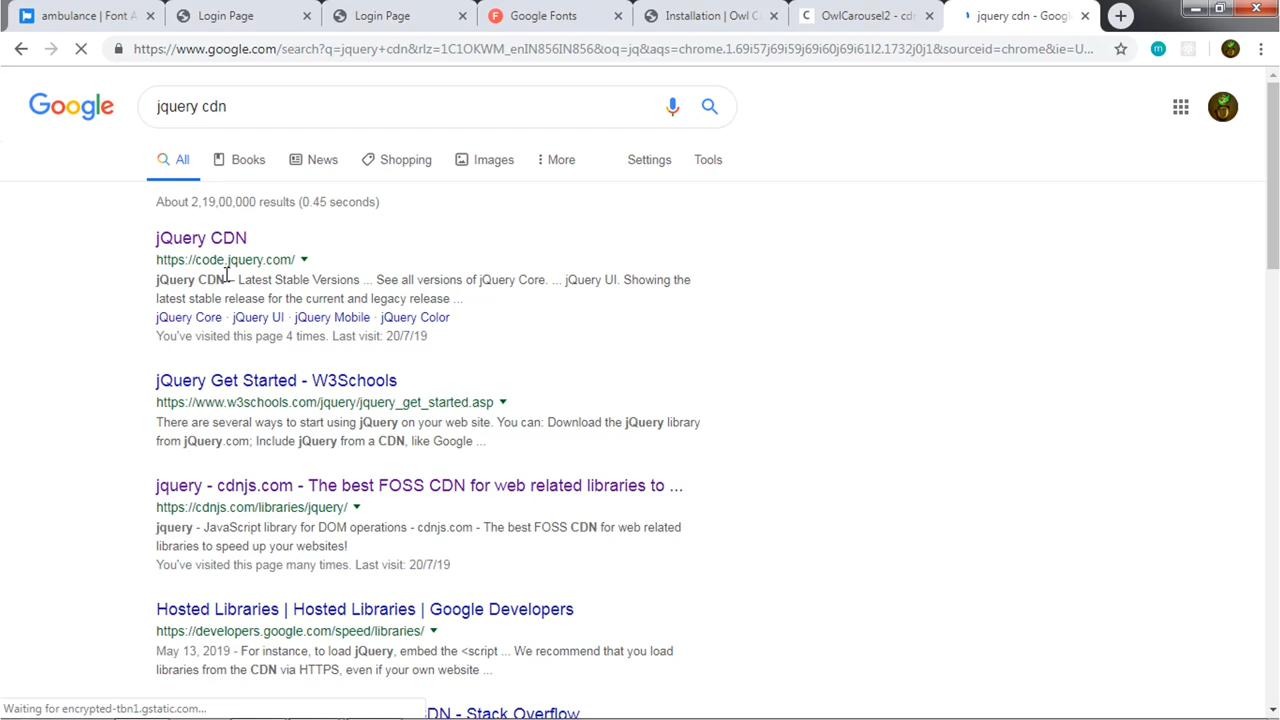 ambulance | Font A
Login Page
Login Page
Google Fonts
Installation | Owl C
OwlCarousel2 - cdn
jquery cdn - Goog
https://www.google.com/search?q=jquery+cdn&rlz=1C1OKWM_enIN856IN856&oq=jq&aqs=chrome.1.69i57j69i59j69i60j69i61l2.1732j0j1&sourceid=chrome&ie=U...
m
Google
jquery cdn
All
Books
News
Shopping
Images
More
Settings
Tools
About 2,19,00,000 results (0.45 seconds)
jQuery CDN
https://code.jquery.com/
jQuery CDN – Latest Stable Versions ... See all versions of jQuery Core. ... jQuery UI. Showing the
latest stable release for the current and legacy release ...
jQuery Core · jQuery UI · jQuery Mobile · jQuery Color
You've visited this page 4 times. Last visit: 20/7/19
jQuery Get Started - W3Schools
https://www.w3schools.com/jquery/jquery_get_started.asp
There are several ways to start using jQuery on your web site. You can: Download the jQuery library
from jQuery.com; Include jQuery from a CDN, like Google ...
jquery - cdnjs.com - The best FOSS CDN for web related libraries to ...
https://cdnjs.com/libraries/jquery/
jquery - JavaScript library for DOM operations - cdnjs.com - The best FOSS CDN for web related
libraries to speed up your websites!
You've visited this page many times. Last visit: 20/7/19
Hosted Libraries | Hosted Libraries | Google Developers
https://developers.google.com/speed/libraries/
May 13, 2019 - For instance, to load jQuery, embed the <script ... We recommend that you load
libraries from the CDN via HTTPS, even if your own website ...
Waiting for encrypted-tbn1.gstatic.com...
DN - Stack Overflow